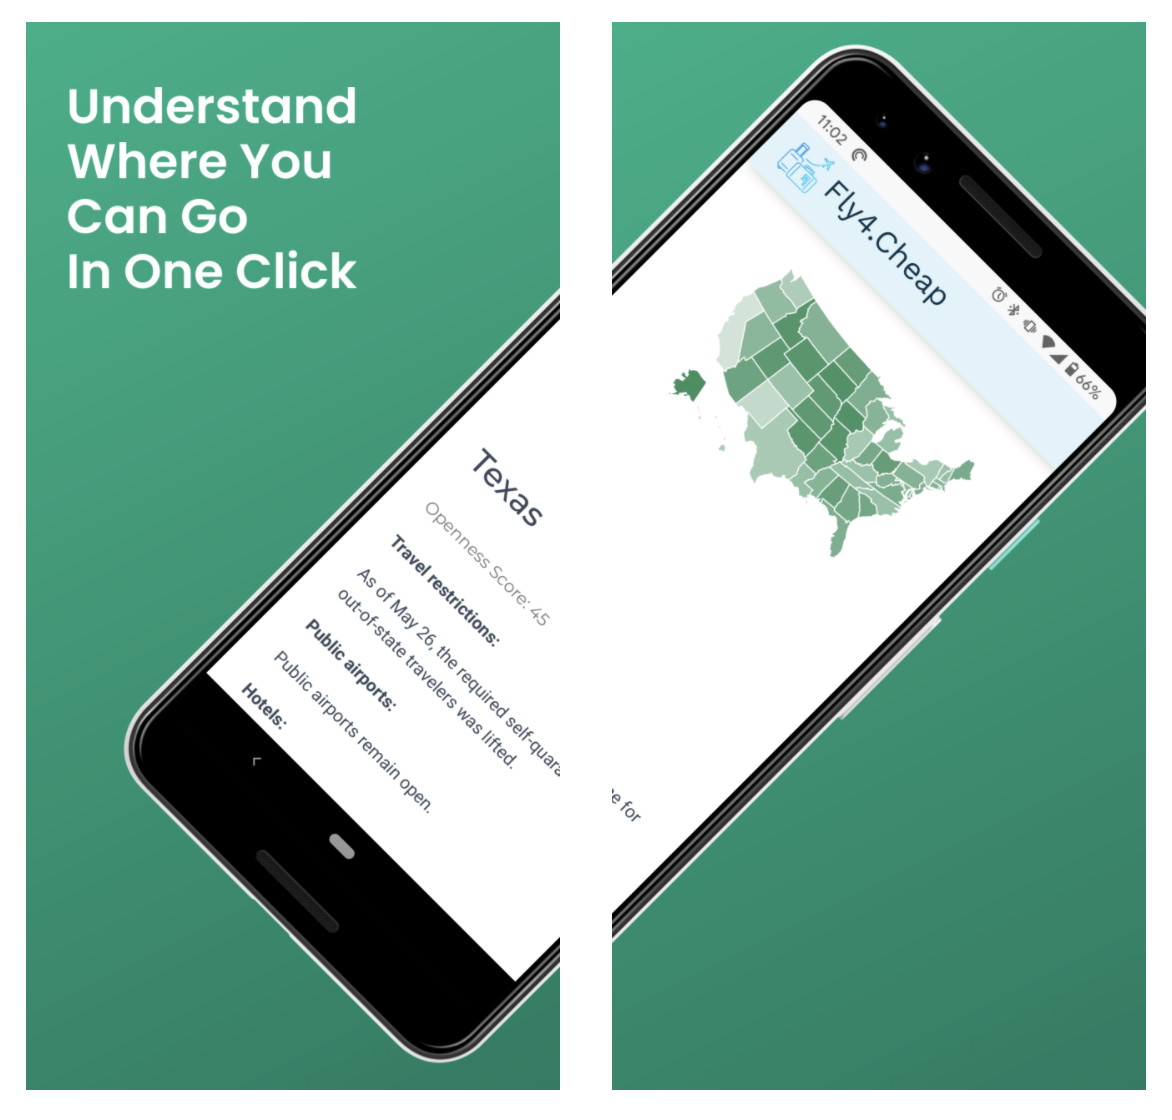 Understand
Where You
Can Go
In One Click
Texas
Openness Score: 45
Travel restrictions:
As of May 26, the required self-quara
out-of-state travelers was lifted.
Public airports:
Public airports remain open.
Hotels:
11:02
66%
Fly4.Cheap
e for